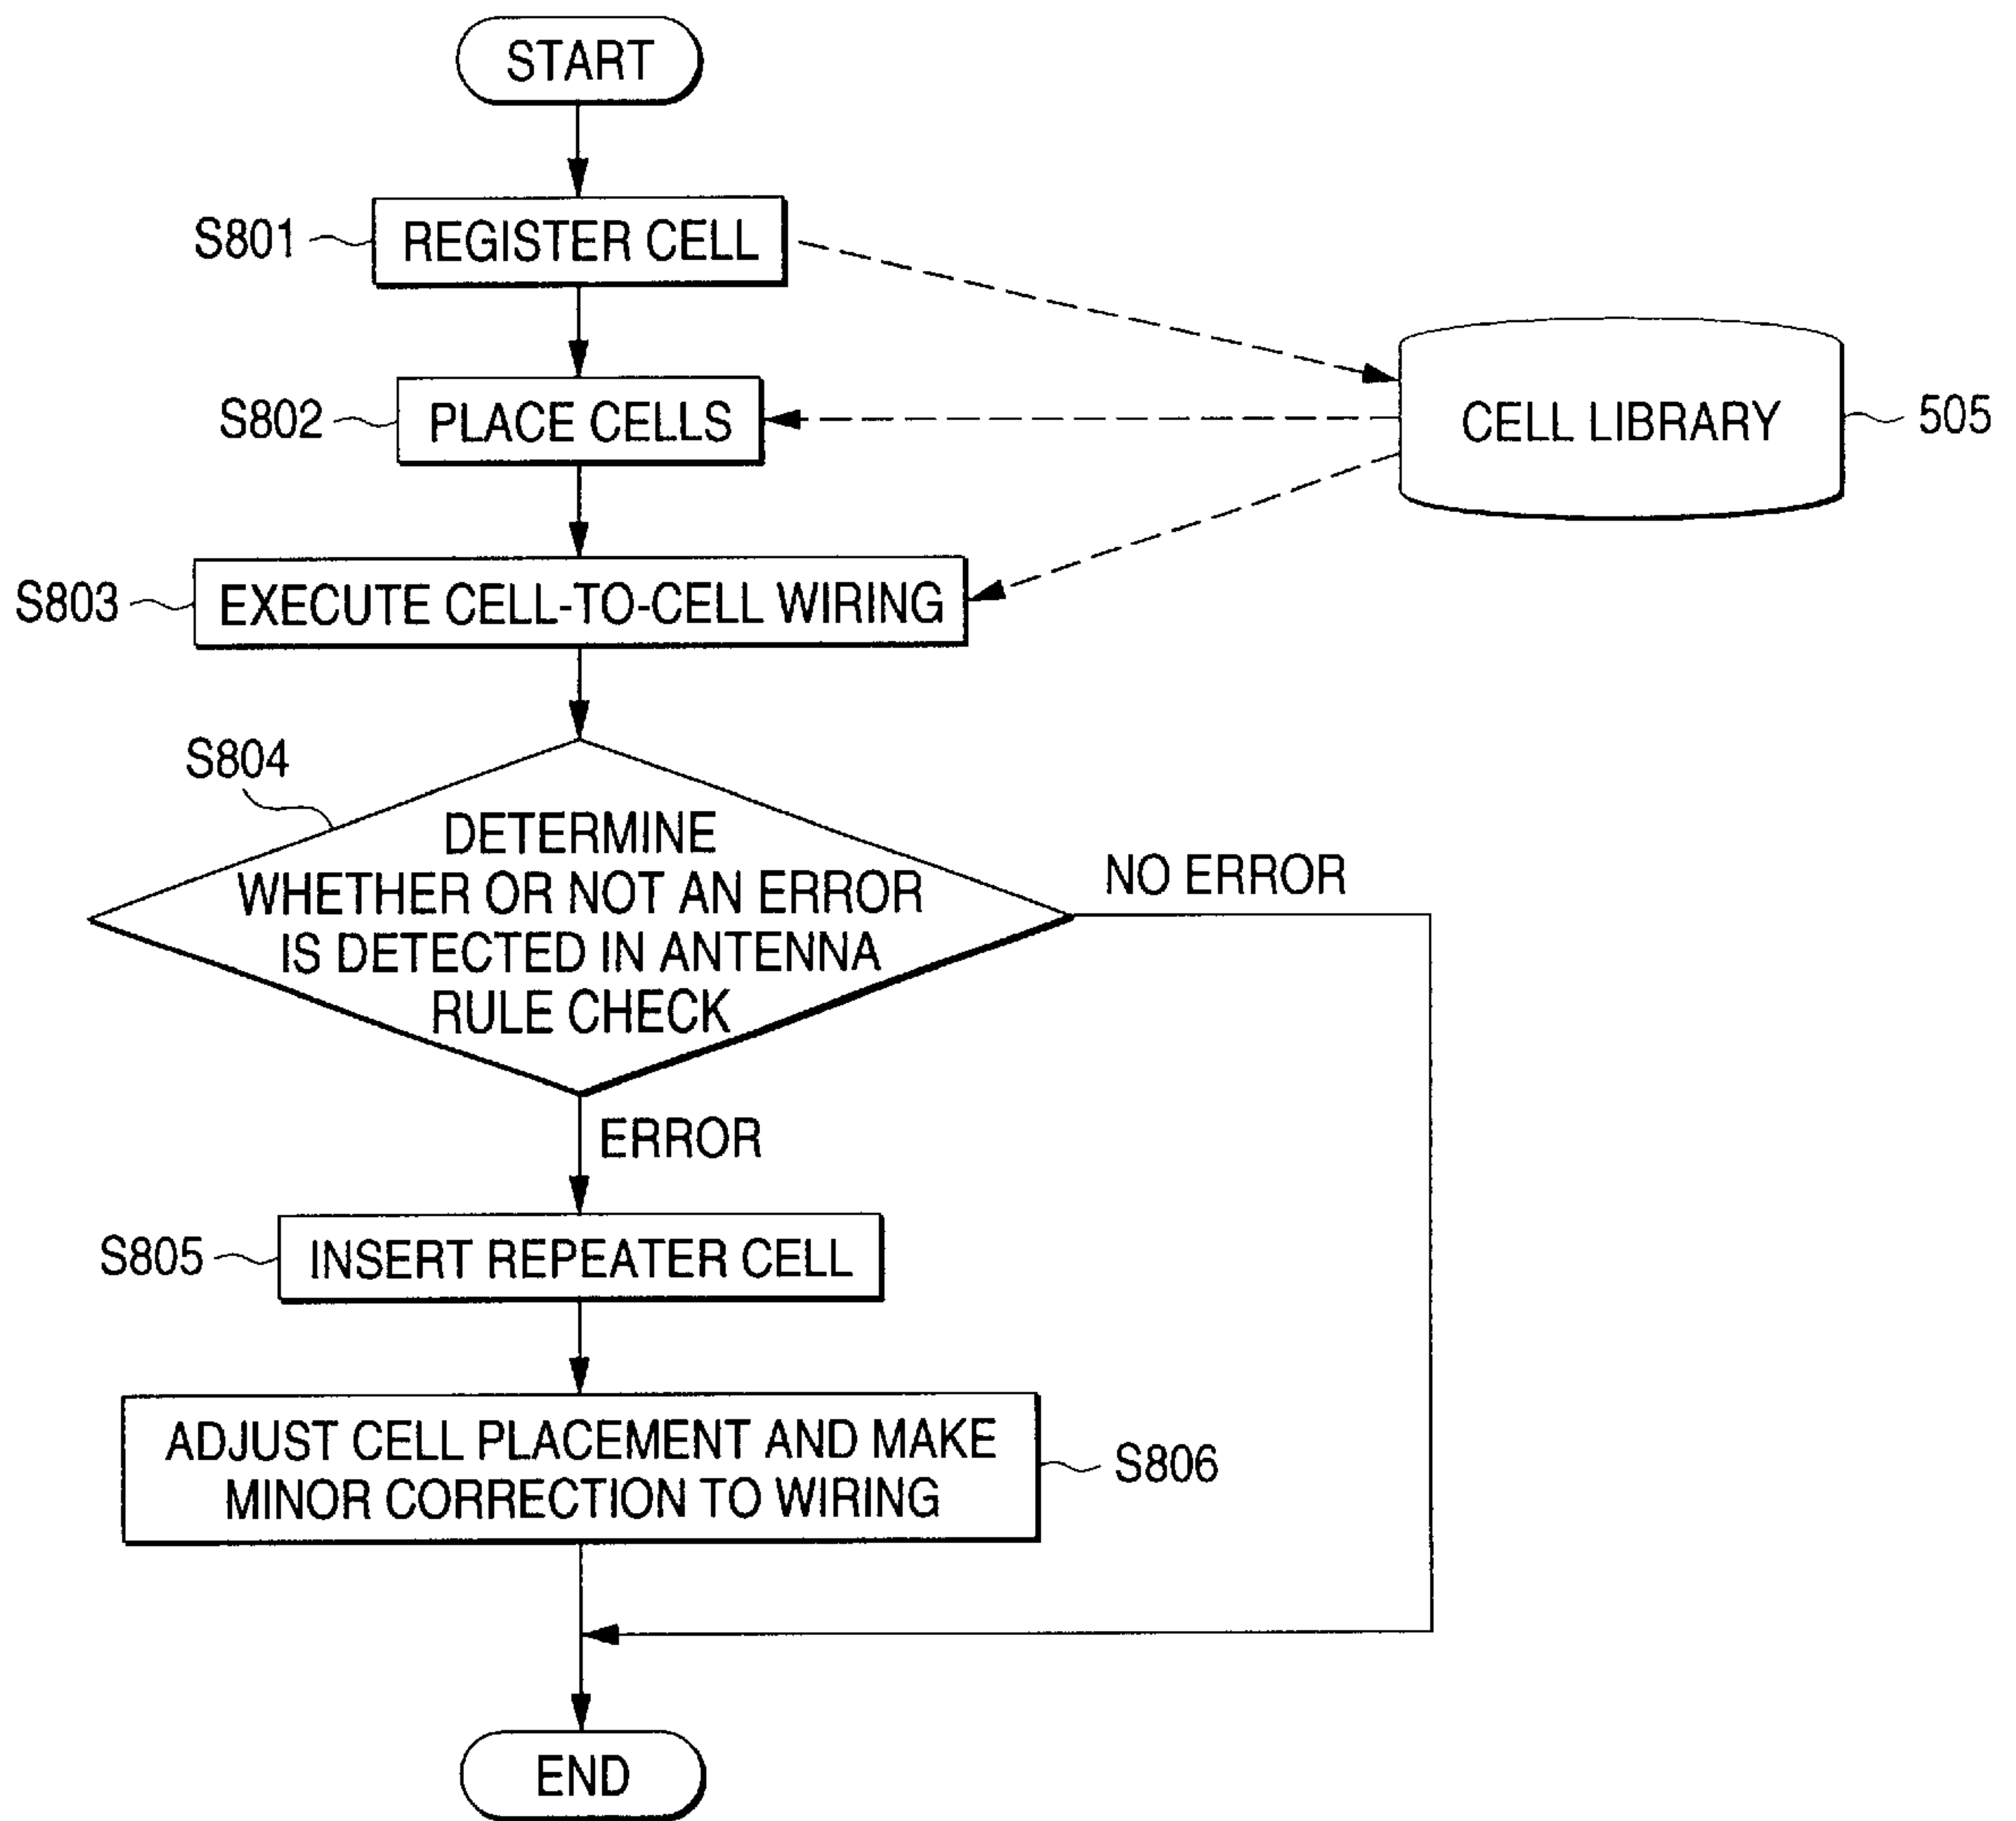 START
S801
REGISTER CELL
S802
PLACE CELLS
CELL LIBRARY
505
S803
EXECUTE CELL-TO-CELL WIRING
S804
DETERMINE
WHETHER OR NOT AN ERROR
IS DETECTED IN ANTENNA
RULE CHECK
NO ERROR
ERROR
S805
INSERT REPEATER CELL
ADJUST CELL PLACEMENT AND MAKE
MINOR CORRECTION TO WIRING
S806
END